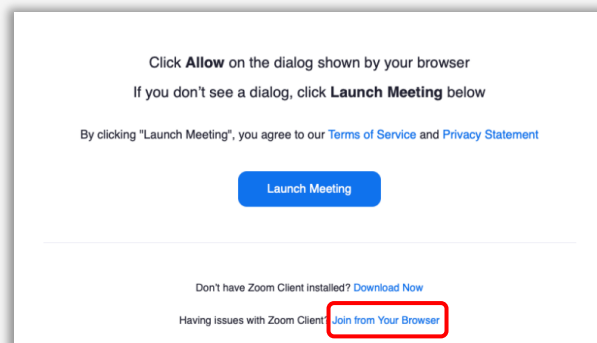 Click Allow on the dialog shown by your browser
If you don't see a dialog, click Launch Meeting below
By clicking "Launch Meeting", you agree to our Terms of Service and Privacy Statement
Launch Meeting
Don't have Zoom Client installed? Download Now
Having issues with Zoom Client? Join from Your Browser